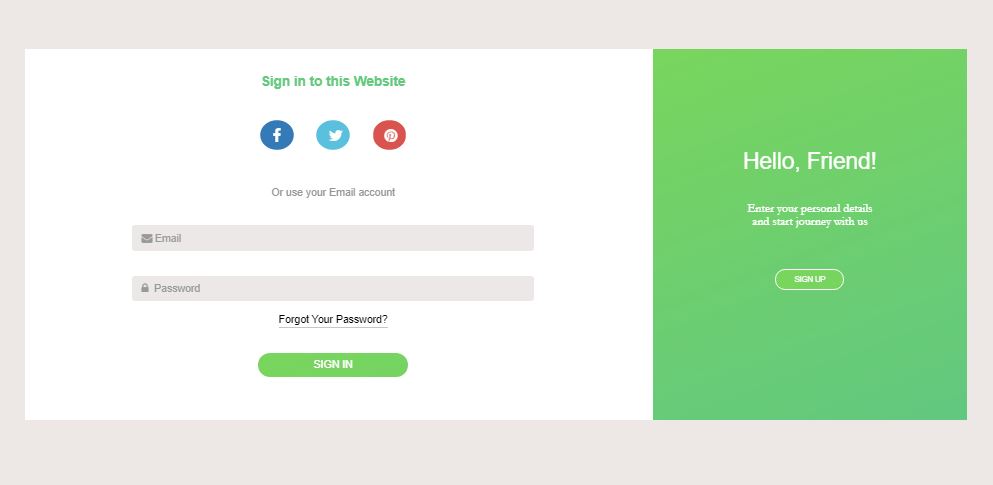 Sign in to this Website
Or use your Email account
Email
Password
Forgot Your Password?
SIGN IN
Hello, Friend!
Enter your personal details
and start journey with us
SIGN UP